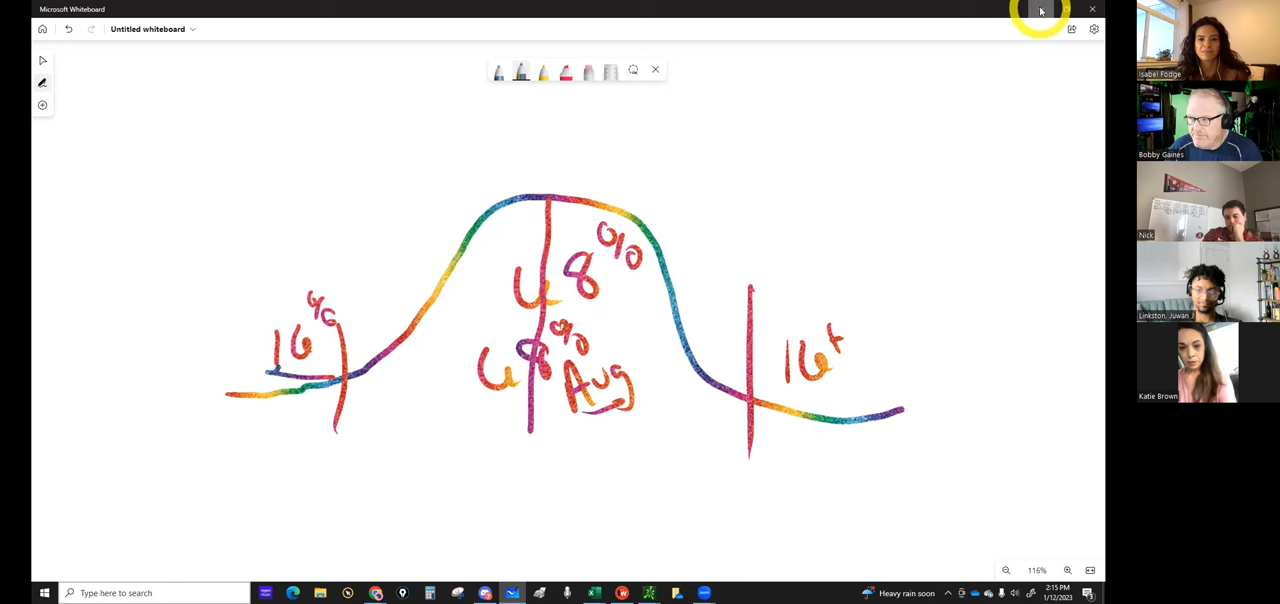 Microsoft Whiteboard
Untitled whiteboard
Isabel Fodge
Bobby Gaines
Nick
Linkston, Juwan J
Katie Brown
68%
16%
68%
Avg
16+
116%
Type here to search
Heavy rain soon
2:15 PM
1/12/2023